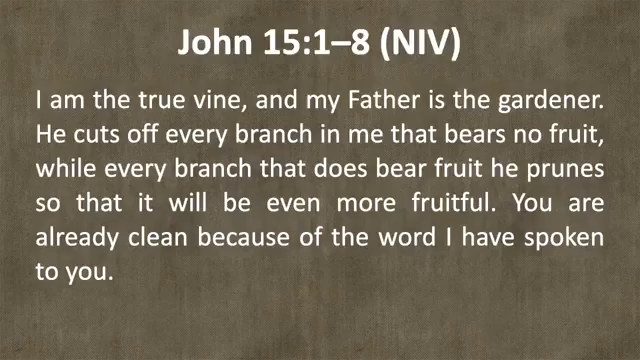 John 15:1–8 (NIV)
I am the true vine, and my Father is the gardener.
He cuts off every branch in me that bears no fruit,
while every branch that does bear fruit he prunes
so that it will be even more fruitful. You are
already clean because of the word I have spoken
to you.